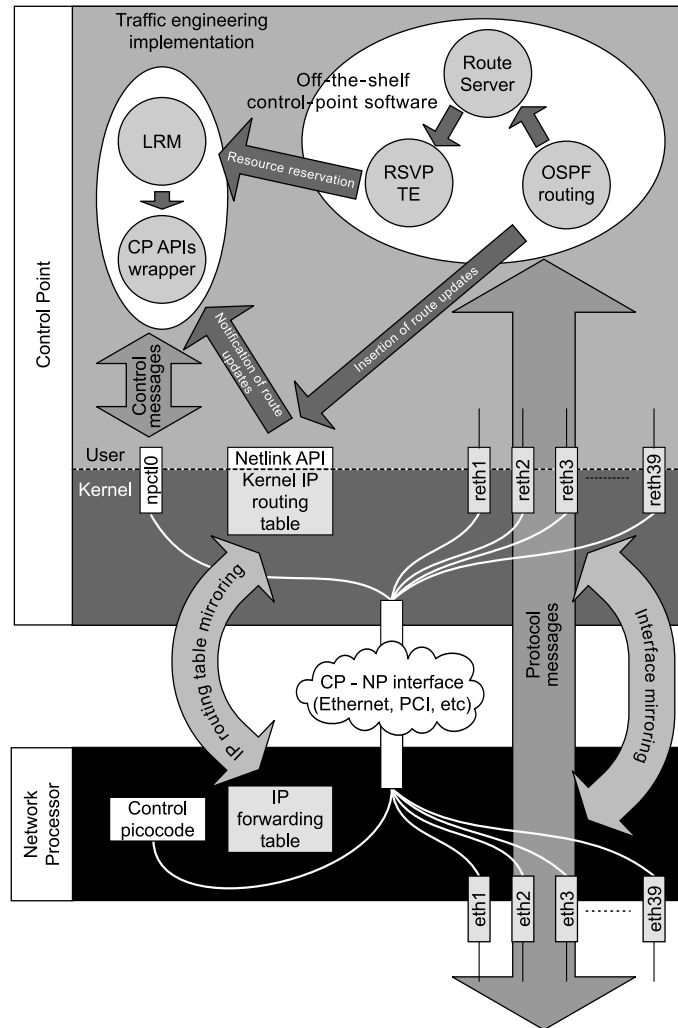 Traffic engineering
implementation
Off-the-shelf
control-point software
Route
Server
LRM
Resource reservation
RSVP
TE
OSPF
routing
CP APIs
wrapper
Control
messages
Notification of route
updates
Insertion of route updates
Control Point
User
Kernel
npctl0
Netlink API
Kernel IP
routing
table
reth1
reth2
reth3
reth39
IP routing table mirroring
CP - NP interface
(Ethernet, PCI, etc)
Protocol
messages
Interface mirroring
Network
Processor
Control
picocode
IP
forwarding
table
eth1
eth2
eth3
eth39